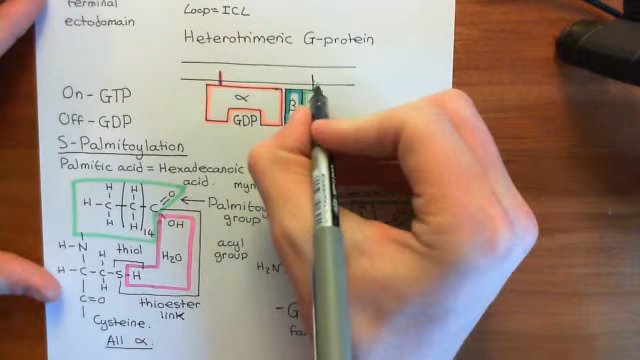 terminal
ectodomain
Loop=ICL
Heterotrimeric G-protein
On-GTP
Off-GDP
α
β
GDP
S-Palmitoylation
Palmitic acid = Hexadecanoic
acid.
H H
H-C-C-C
O
H H
14
OH
Palmitoy
group
acyl
group
H-N
thiol
H
H-C-C-S-H
H
H₂O
C=O
thioester
link
Cysteine.
All α.
H₂N
-G